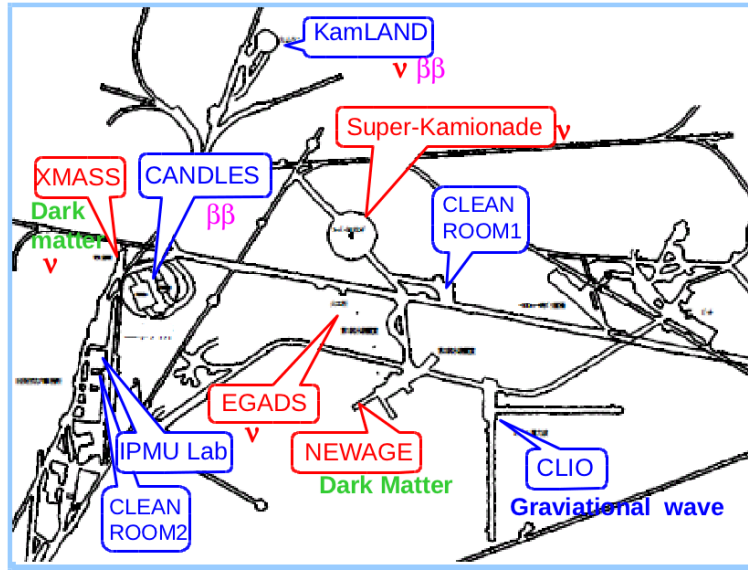 KamLAND
ν ββ
Super-Kamionade ν
XMASS
Dark
matter
ν
CANDLES
ββ
CLEAN
ROOM1
EGADS
ν
NEWAGE
Dark Matter
IPMU Lab
CLEAN
ROOM2
CLIO
Graviational wave